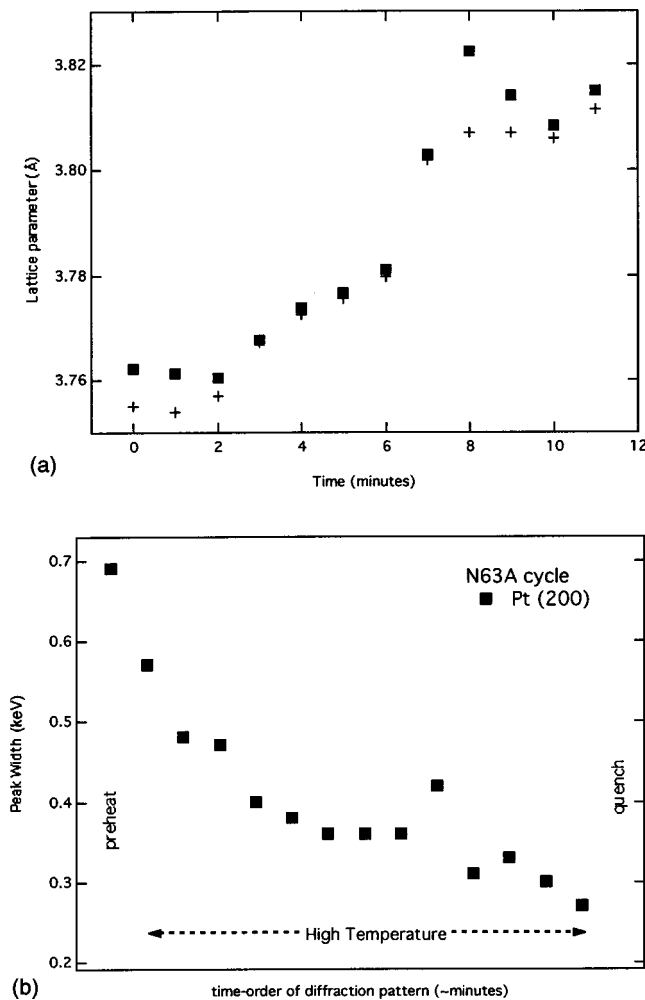 3.82
3.80
3.78
3.76
Lattice parameter (Å)
0 2 4 6 8 10 12
(a)
Time (minutes)
0.7
0.6
0.5
0.4
0.3
0.2
Peak Width (keV)
N63A cycle
Pt (200)
preheat
quench
High Temperature
(b)
time-order of diffraction pattern (~minutes)